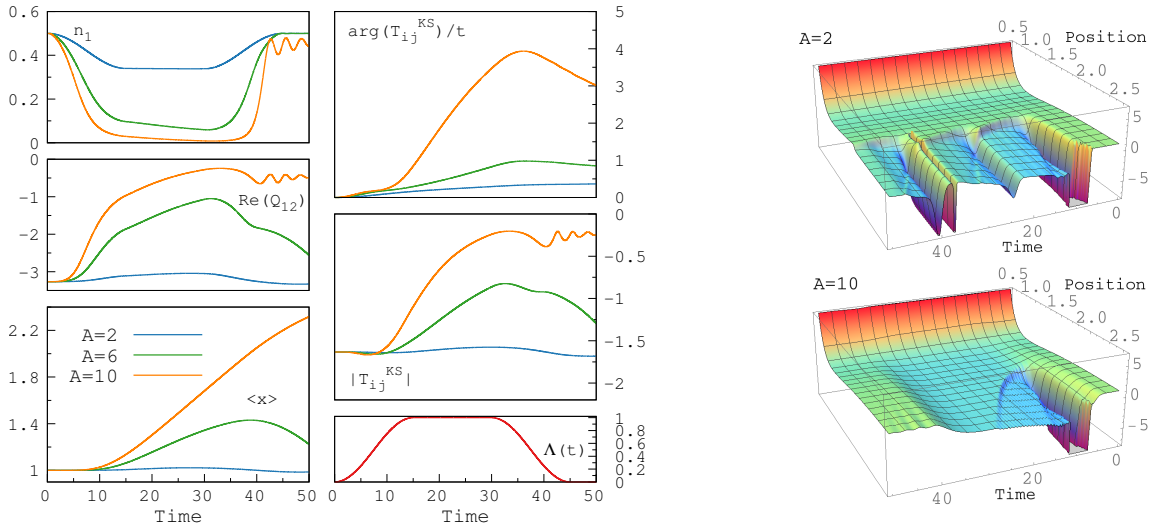 0.6
0.4
0.2
0
n1
0
−1
−2
−3
Re(Q12)
2.2
1.8
1.4
1
A=2
A=6
A=10
<x>
0 10 20 30 40 50
Time
arg(Tij^KS)/t
5
4
3
2
1
0
0
−0.5
−1
−1.5
−2
|Tij^KS|
1
0.8
0.6
0.4
0.2
0
Λ(t)
0 10 20 30 40 50
Time
A=2
0.5
1.0
1.5
2.0
2.5
Position
5
0
−5
0
20
40
Time
A=10
0.5
1.0
1.5
2.0
2.5
Position
5
0
−5
0
20
40
Time